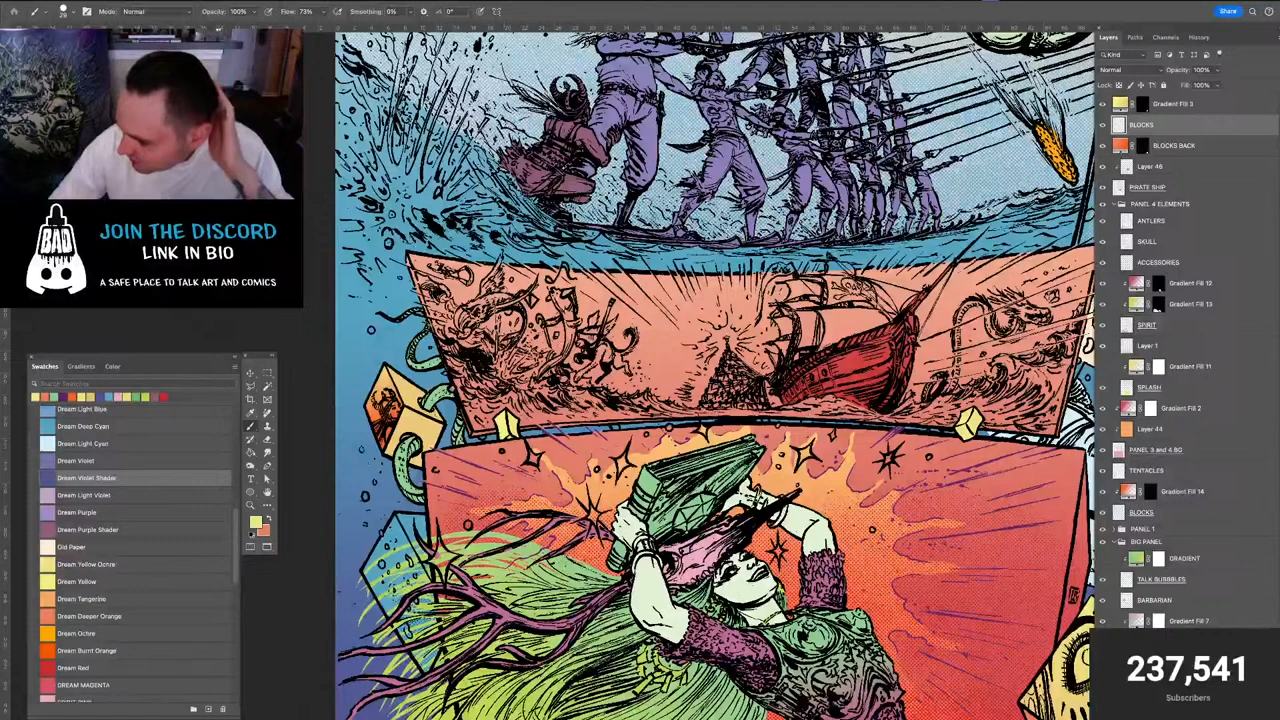 29
Mode: Normal
Opacity: 100%
Flow: 73%
Smoothing: 0%
0°
Share
BAD
JOIN THE DISCORD
LINK IN BIO
A SAFE PLACE TO TALK ART AND COMICS
Swatches
Gradients
Color
Search Swatches
Dream Light Blue
Dream Deep Cyan
Dream Light Cyan
Dream Violet
Dream Violet Shader
Dream Light Violet
Dream Purple
Dream Purple Shader
Old Paper
Dream Yellow Ochre
Dream Yellow
Dream Tangerine
Dream Deeper Orange
Dream Ochre
Dream Burnt Orange
Dream Red
DREAM MAGENTA
Layers
Paths
Channels
History
Kind
Normal
Opacity: 100%
Lock:
Fill: 100%
Gradient Fill 3
BLOCKS
BLOCKS BACK
Layer 46
PIRATE SHIP
PANEL 4 ELEMENTS
ANTLERS
SKULL
ACCESSORIES
Gradient Fill 12
Gradient Fill 13
SPIRIT
Layer 1
Gradient Fill 11
SPLASH
Gradient Fill 2
Layer 44
PANEL 3 and 4 BG
TENTACLES
Gradient Fill 14
BLOCKS
PANEL 1
BIG PANEL
GRADIENT
TALK BUBBLES
BARBARIAN
Gradient Fill 7
237,541
Subscribers